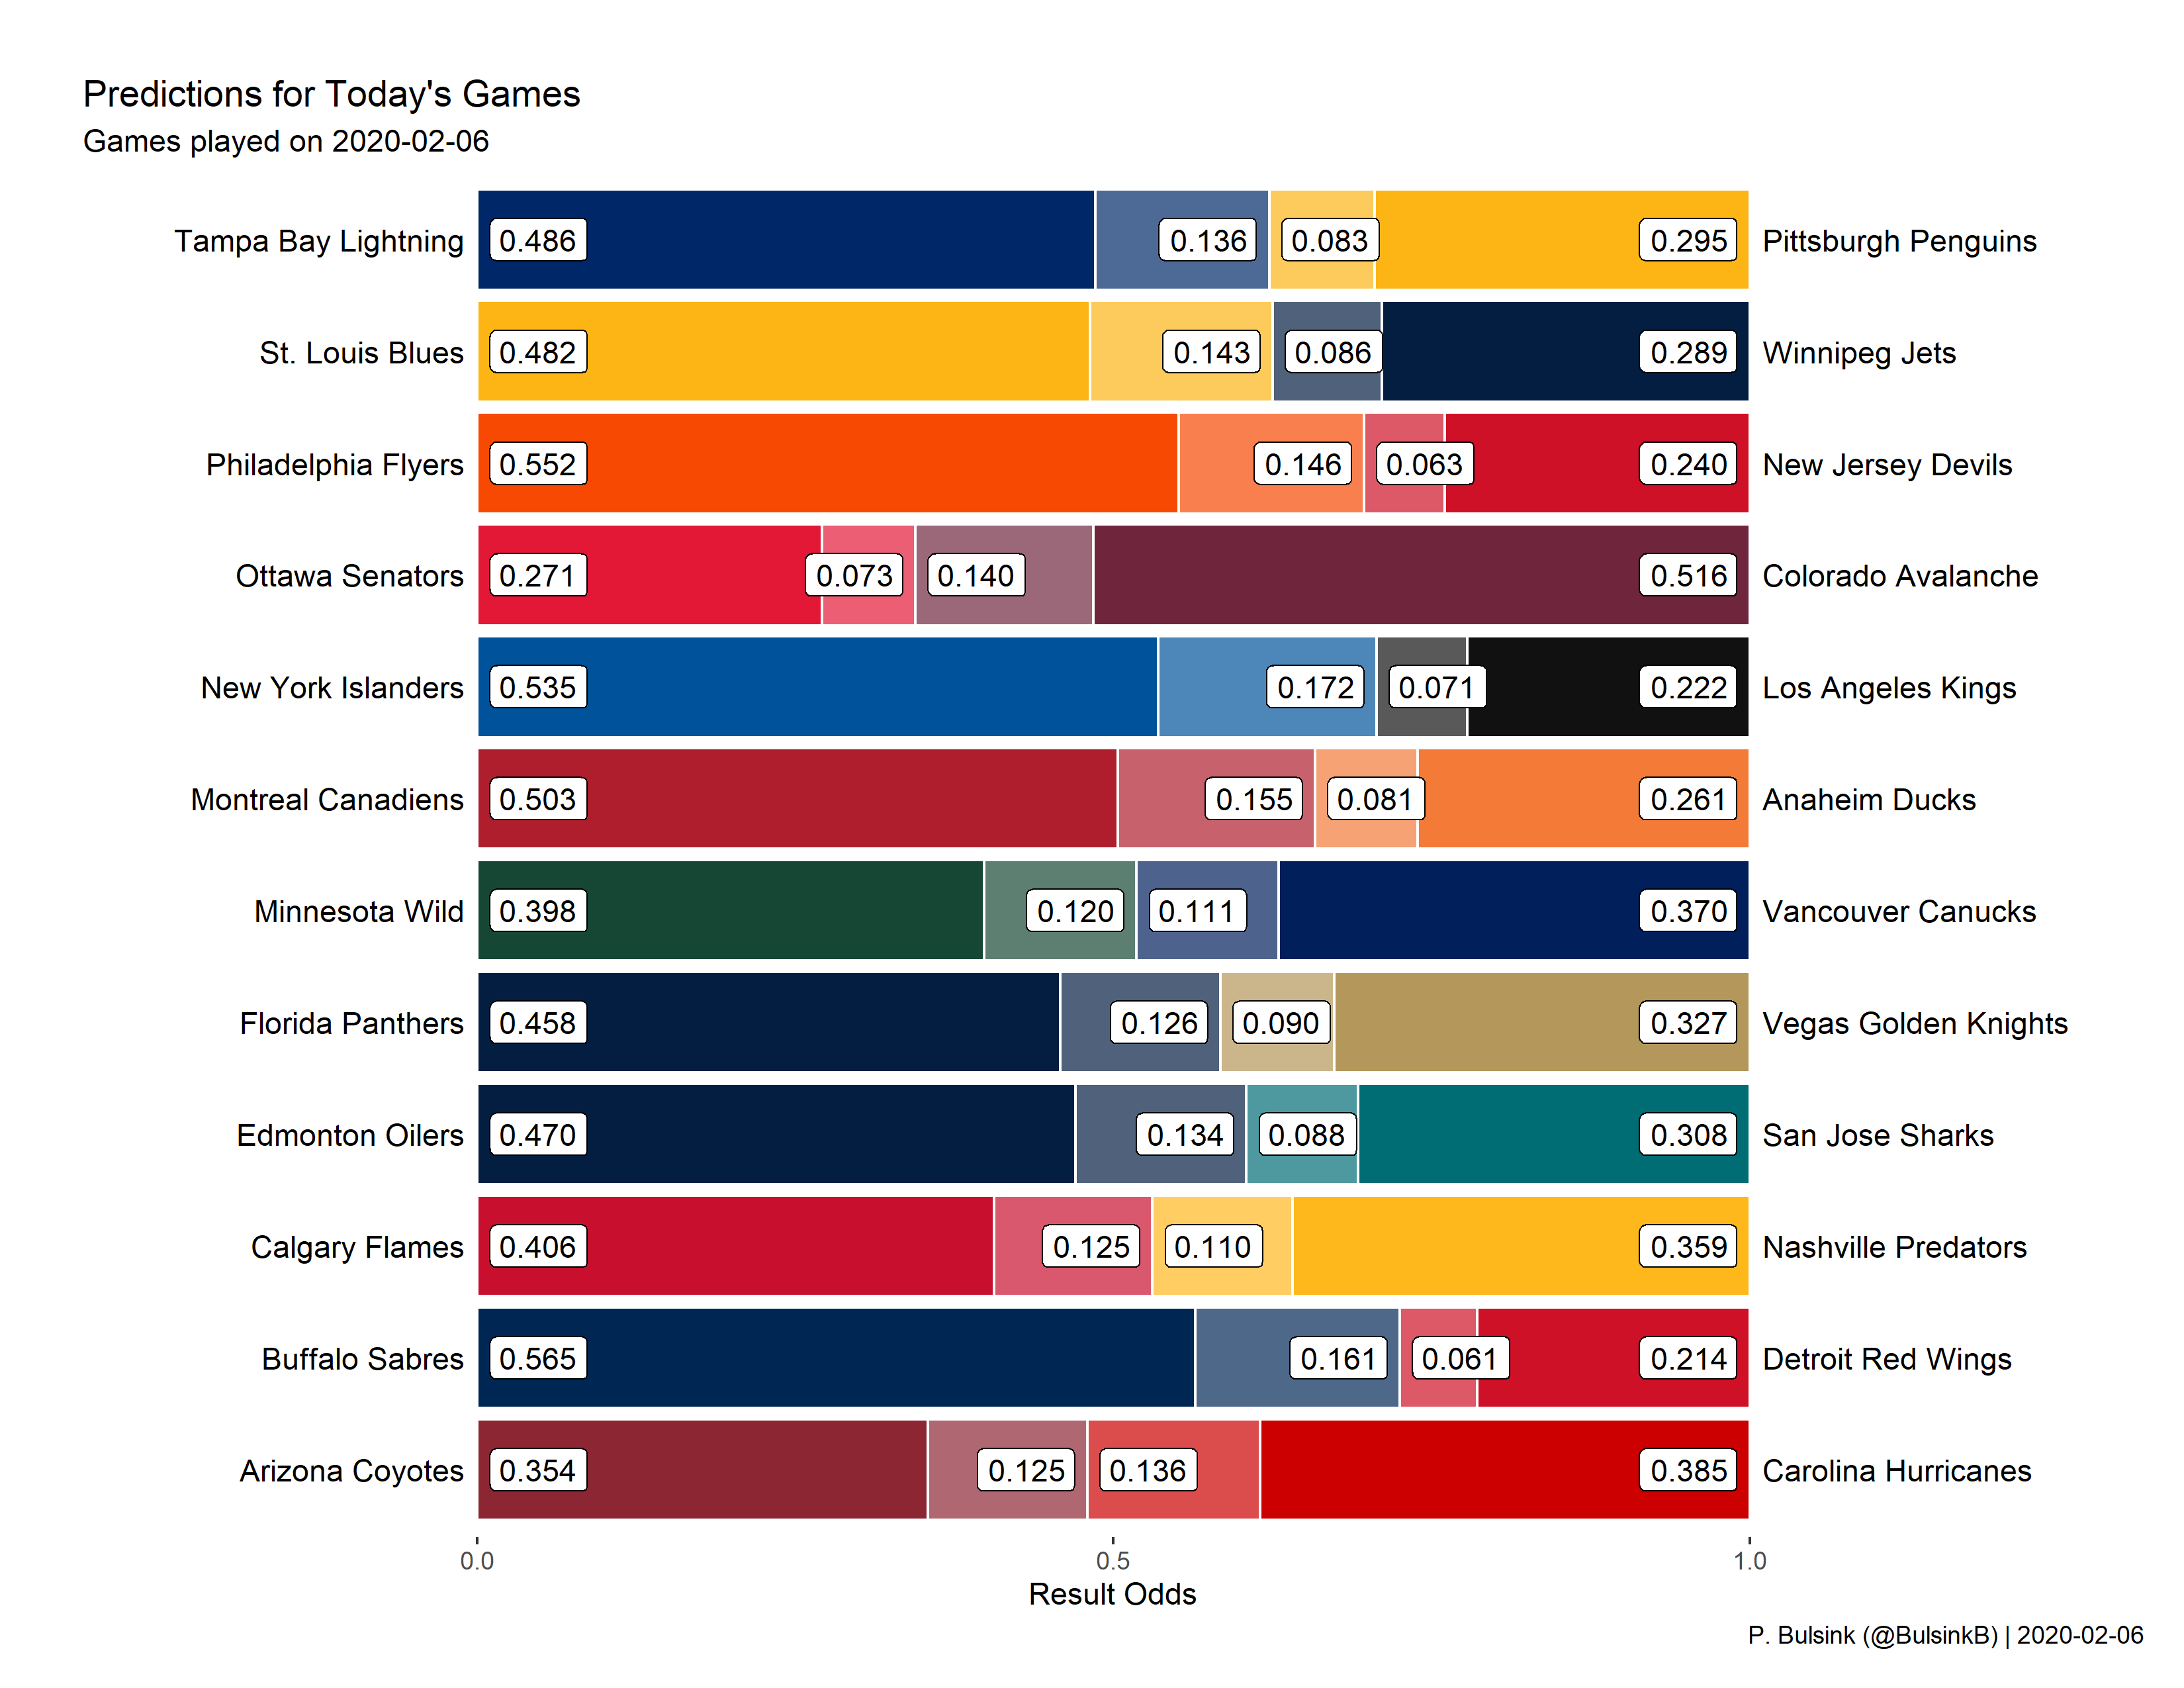 Predictions for Today's Games
Games played on 2020-02-06
Tampa Bay Lightning 0.486 0.136 0.083 0.295 Pittsburgh Penguins
St. Louis Blues 0.482 0.143 0.086 0.289 Winnipeg Jets
Philadelphia Flyers 0.552 0.146 0.063 0.240 New Jersey Devils
Ottawa Senators 0.271 0.073 0.140 0.516 Colorado Avalanche
New York Islanders 0.535 0.172 0.071 0.222 Los Angeles Kings
Montreal Canadiens 0.503 0.155 0.081 0.261 Anaheim Ducks
Minnesota Wild 0.398 0.120 0.111 0.370 Vancouver Canucks
Florida Panthers 0.458 0.126 0.090 0.327 Vegas Golden Knights
Edmonton Oilers 0.470 0.134 0.088 0.308 San Jose Sharks
Calgary Flames 0.406 0.125 0.110 0.359 Nashville Predators
Buffalo Sabres 0.565 0.161 0.061 0.214 Detroit Red Wings
Arizona Coyotes 0.354 0.125 0.136 0.385 Carolina Hurricanes
0.0 0.5 1.0
Result Odds
P. Bulsink (@BulsinkB) | 2020-02-06